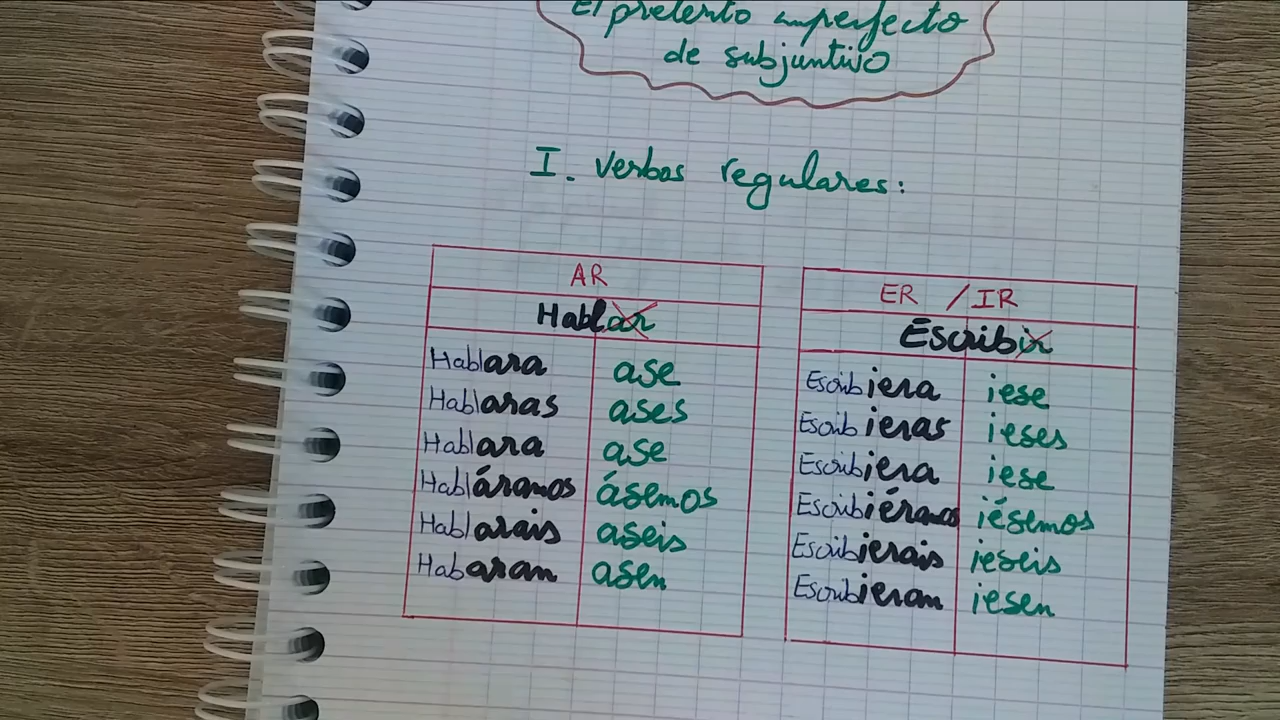 El pretérito imperfecto
de subjuntivo
I. Verbos regulares:
AR
Hablar
Hablara ase
Hablaras ases
Hablara ase
Habláramos ásemos
Hablarais aseis
Habaran asen
ER / IR
Escribir
Escribiera iese
Escribieras ieses
Escribiera iese
Escribiéramos iésemos
Escribierais ieseis
Escribieran iesen